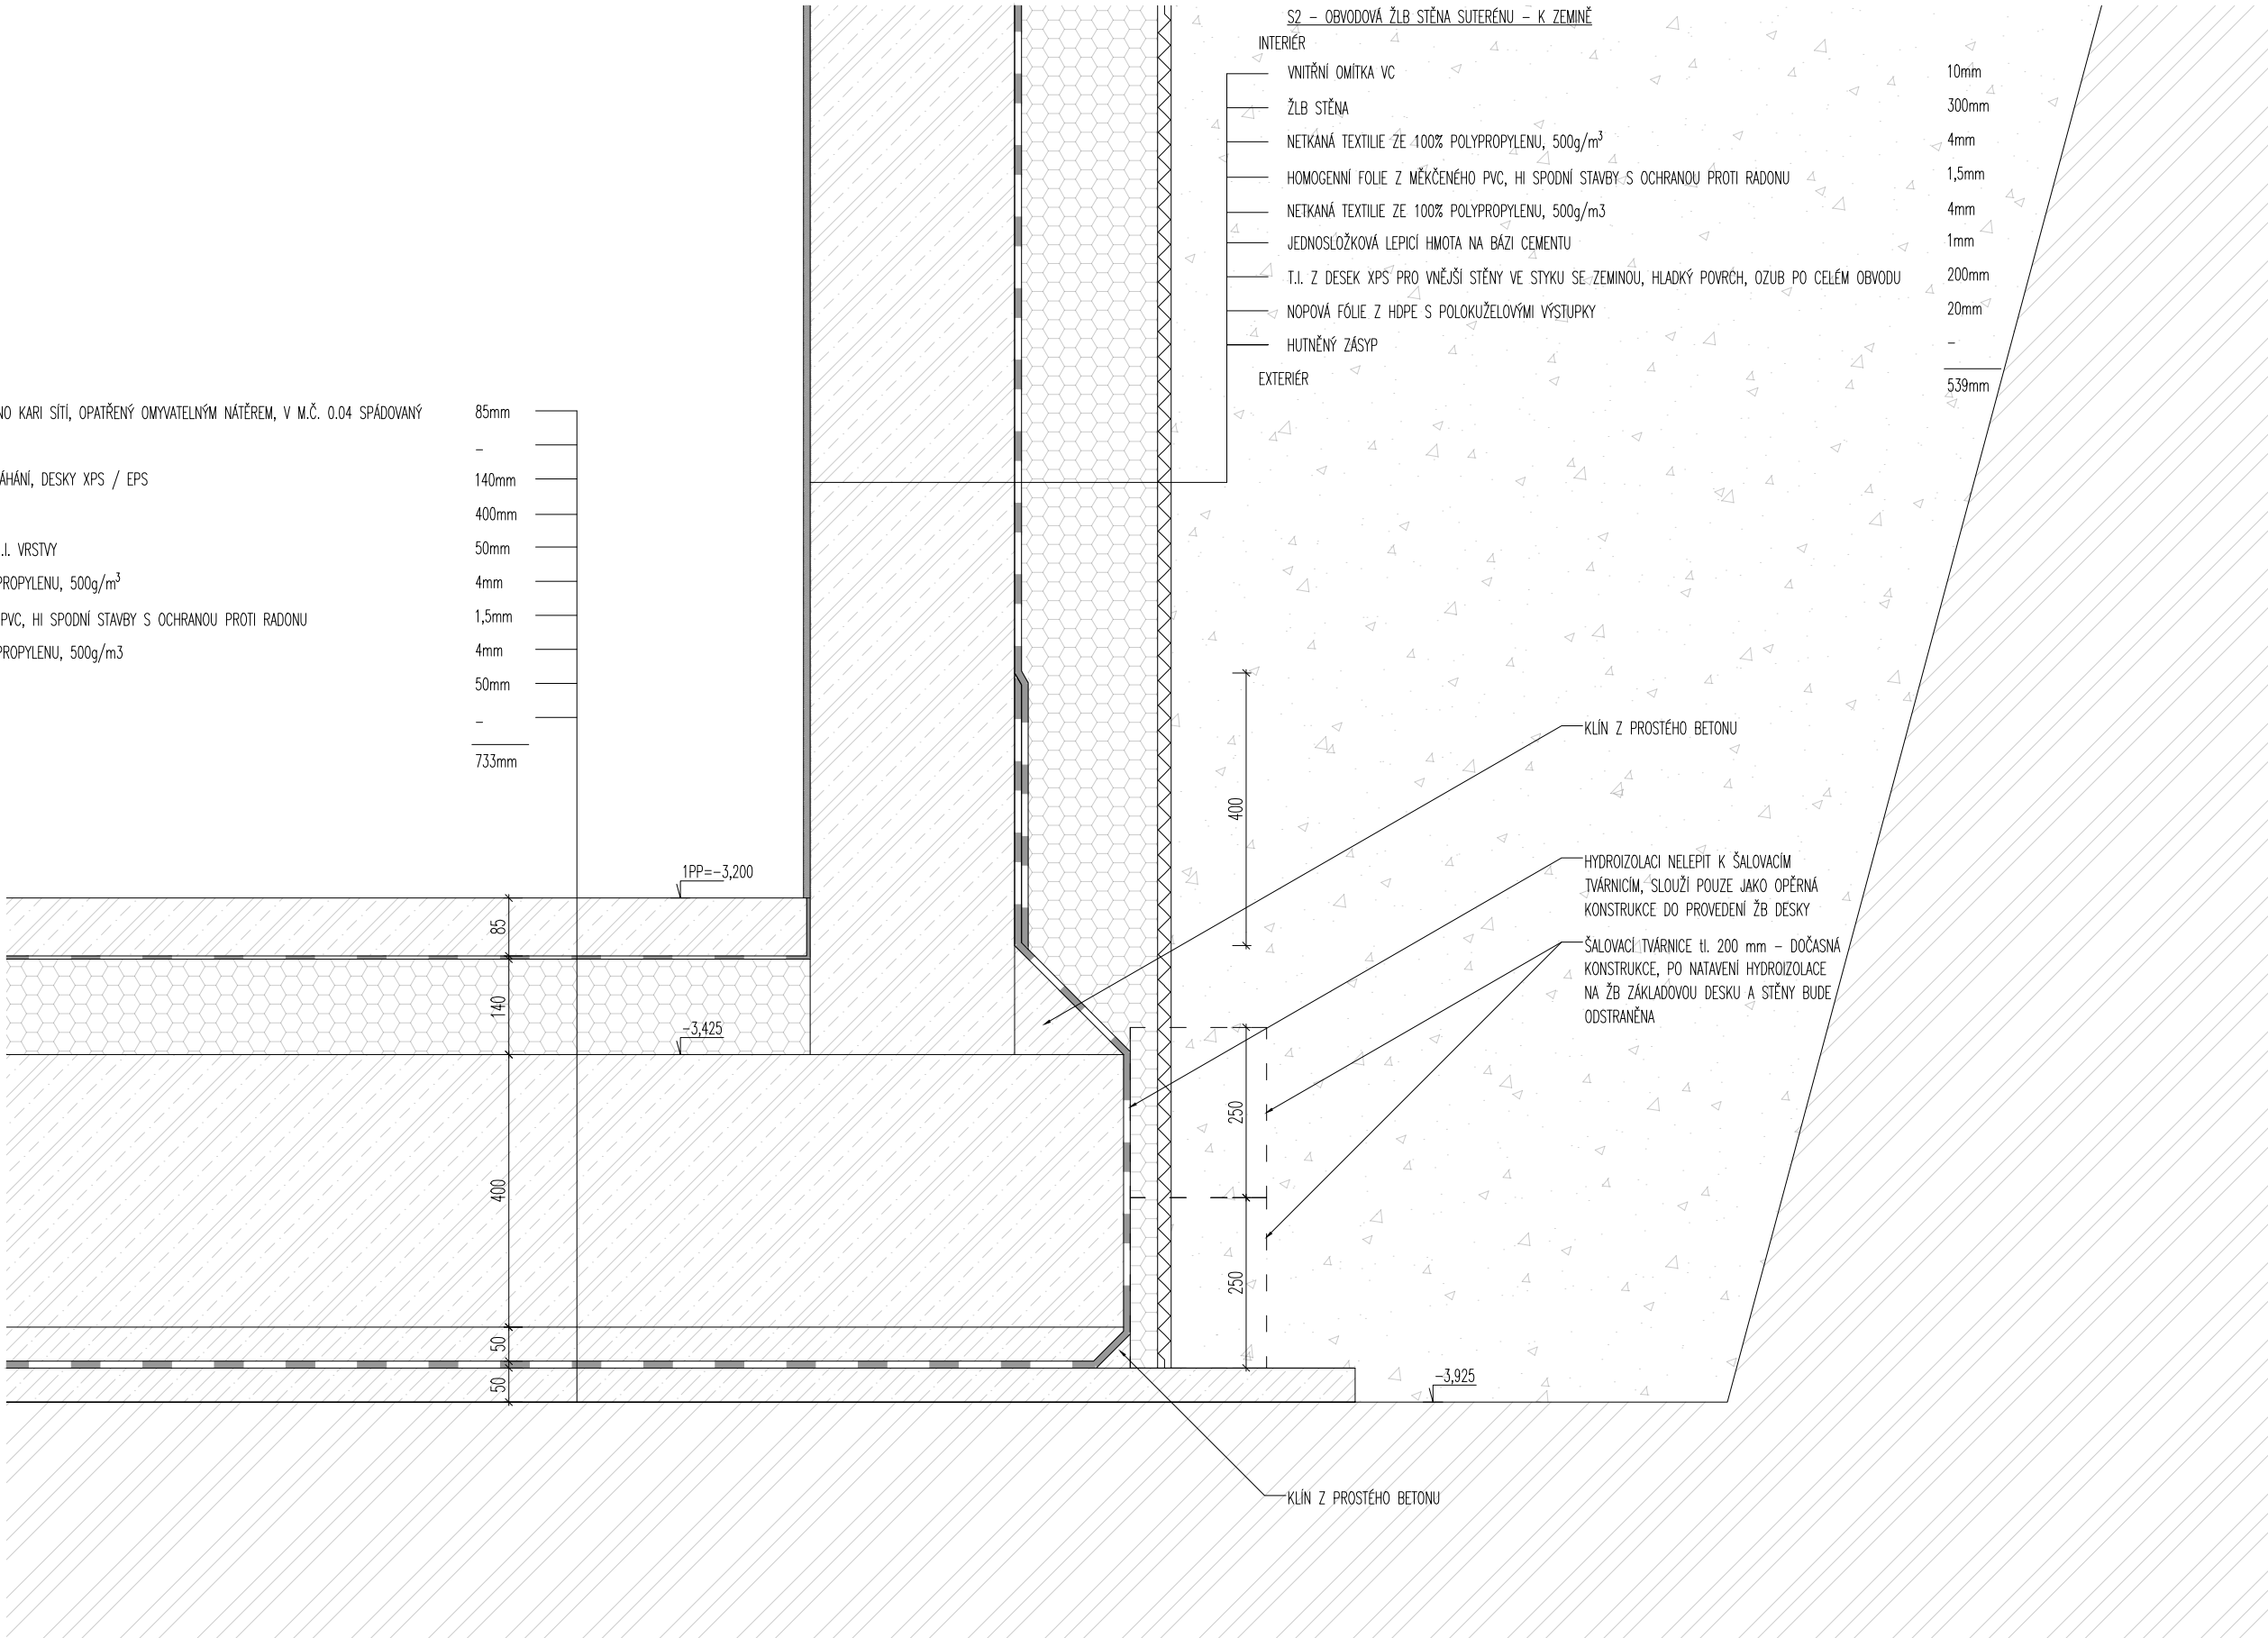 S2 – OBVODOVÁ ŽLB STĚNA SUTERÉNU – K ZEMINĚ
INTERIÉR
VNITŘNÍ OMÍTKA VC 10mm
ŽLB STĚNA 300mm
NETKANÁ TEXTILIE ZE 100% POLYPROPYLENU, 500g/m³ 4mm
HOMOGENNÍ FOLIE Z MĚKČENÉHO PVC, HI SPODNÍ STAVBY S OCHRANOU PROTI RADONU 1,5mm
NETKANÁ TEXTILIE ZE 100% POLYPROPYLENU, 500g/m3 4mm
JEDNOSLOŽKOVÁ LEPICÍ HMOTA NA BÁZI CEMENTU 1mm
T.I. Z DESEK XPS PRO VNĚJŠÍ STĚNY VE STYKU SE ZEMINOU, HLADKÝ POVRCH, OZUB PO CELÉM OBVODU 200mm
NOPOVÁ FÓLIE Z HDPE S POLOKUŽELOVÝMI VÝSTUPKY 20mm
HUTNĚNÝ ZÁSYP –
EXTERIÉR
539mm
NO KARI SÍTÍ, OPATŘENÝ OMYVATELNÝM NÁTĚREM, V M.Č. 0.04 SPÁDOVANÝ 85mm
–
ÁHÁNÍ, DESKY XPS / EPS 140mm
400mm
.I. VRSTVY 50mm
PROPYLENU, 500g/m³ 4mm
PVC, HI SPODNÍ STAVBY S OCHRANOU PROTI RADONU 1,5mm
PROPYLENU, 500g/m3 4mm
50mm
–
733mm
KLÍN Z PROSTÉHO BETONU
400
1PP=-3,200
HYDROIZOLACI NELEPIT K ŠALOVACÍM
TVÁRNICÍM, SLOUŽÍ POUZE JAKO OPĚRNÁ
KONSTRUKCE DO PROVEDENÍ ŽB DESKY
ŠALOVACÍ TVÁRNICE tl. 200 mm – DOČASNÁ
KONSTRUKCE, PO NATAVENÍ HYDROIZOLACE
NA ŽB ZÁKLADOVOU DESKU A STĚNY BUDE
ODSTRANĚNA
85
140
-3,425
250
400
250
50
50
-3,925
KLÍN Z PROSTÉHO BETONU